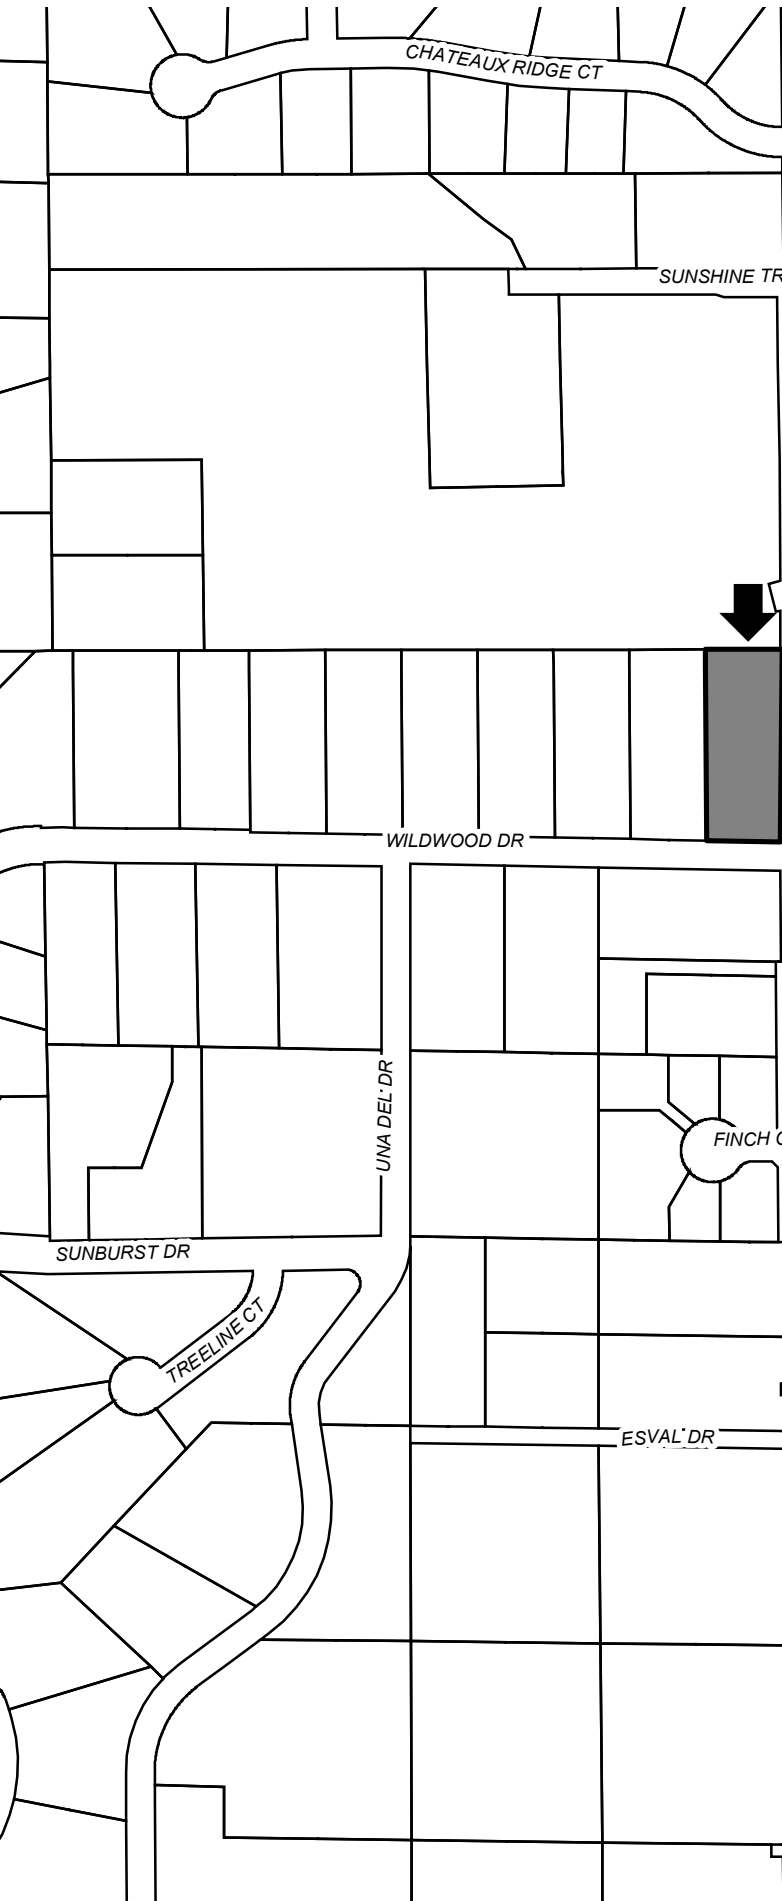 CHATEAUX RIDGE CT
SUNSHINE TR
WILDWOOD DR
UNA DEL DR
FINCH C
SUNBURST DR
TREELINE CT
ESVAL DR